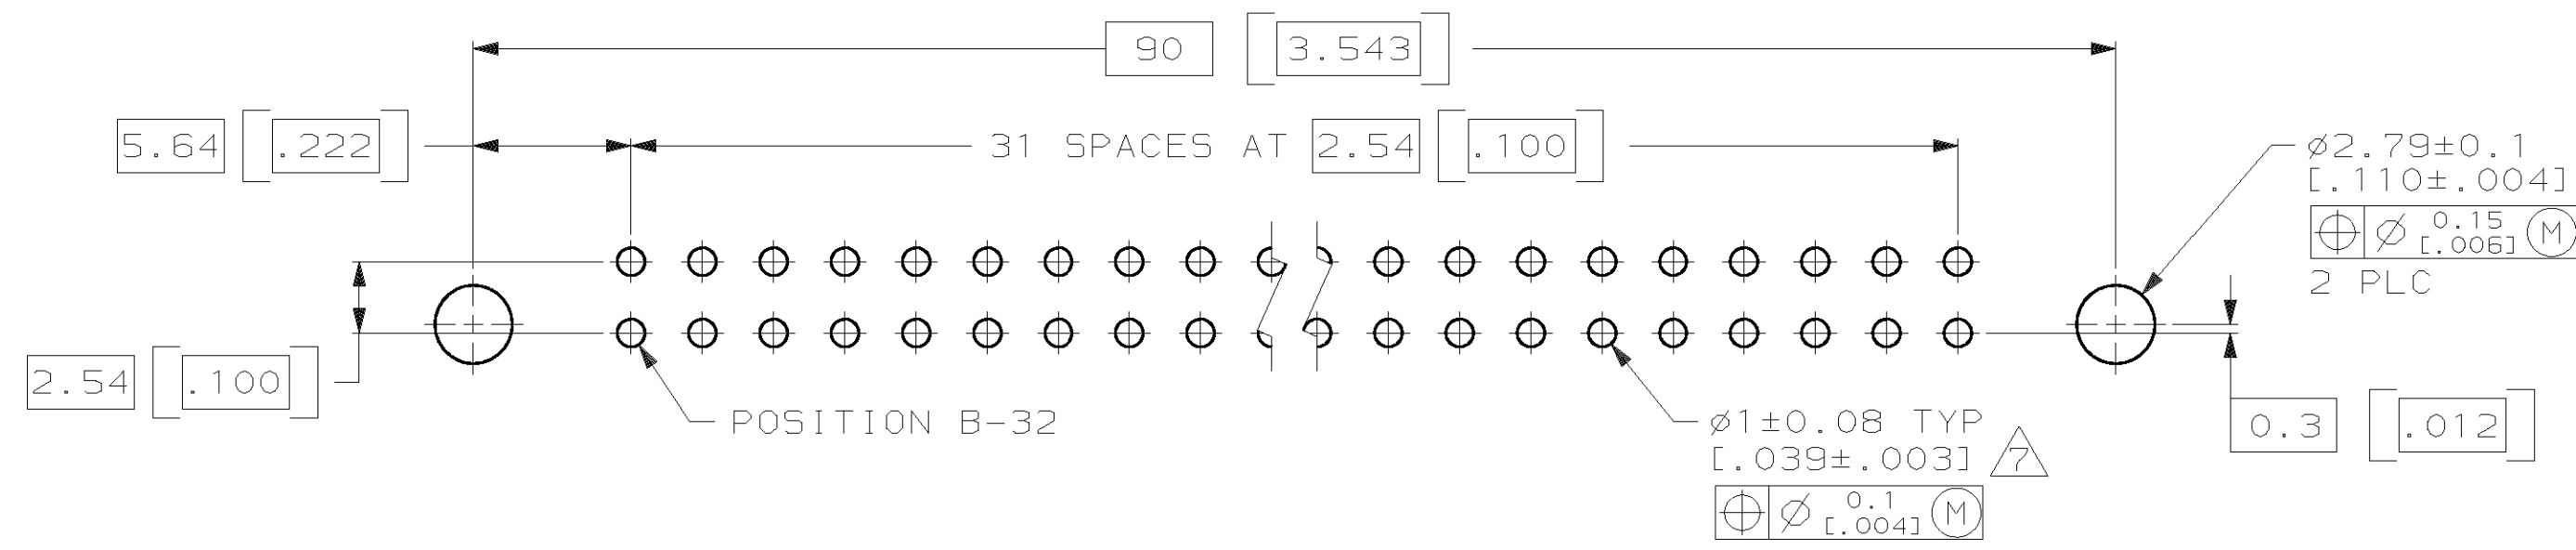 90 [3.543]
5.64 [.222]
31 SPACES AT 2.54 [.100]
⌀2.79±0.1
[.110±.004]
⌖ ⌀ 0.15 Ⓜ
[.006]
2 PLC
2.54 [.100]
POSITION B-32
⌀1±0.08 TYP
[.039±.003] 7
⌖ ⌀ 0.1 Ⓜ
[.004]
0.3 [.012]